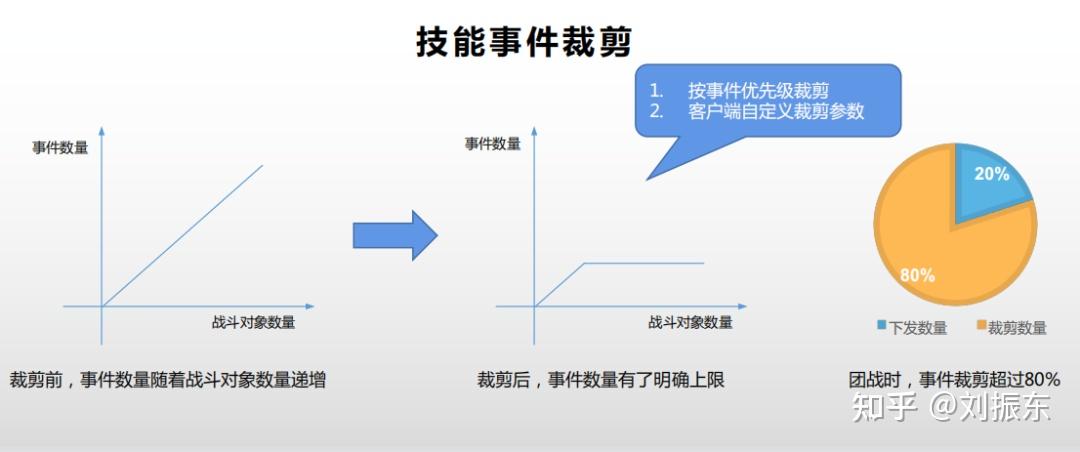 技能事件裁剪
1. 按事件优先级裁剪
2. 客户端自定义裁剪参数
事件数量
战斗对象数量
事件数量
战斗对象数量
20%
80%
下发数量
裁剪数量
裁剪前，事件数量随着战斗对象数量递增
裁剪后，事件数量有了明确上限
团战时，事件裁剪超过80%
知乎 @刘振东